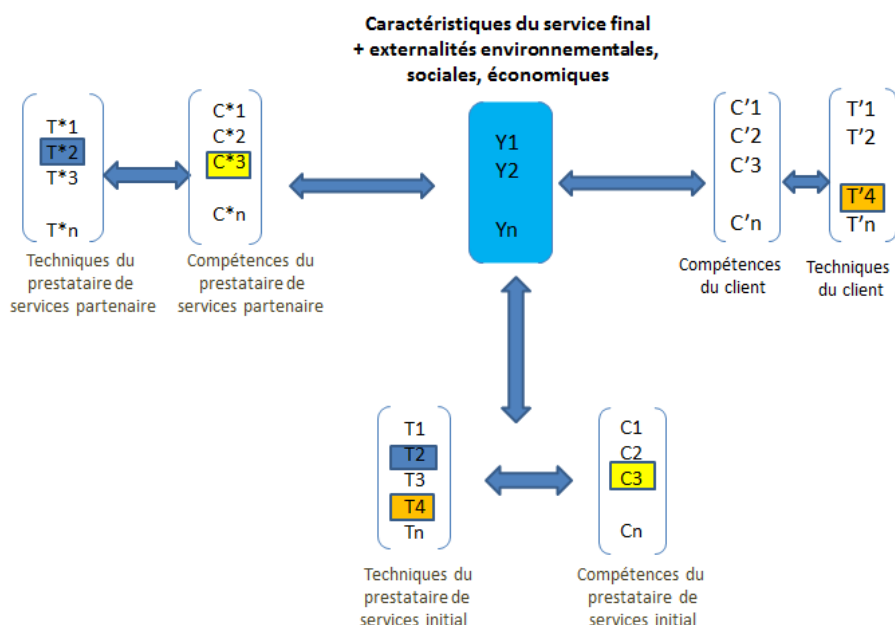 Caractéristiques du service final
+ externalités environnementales,
sociales, économiques
T*1
T*2
T*3
T*n
Techniques du
prestataire de
services partenaire
C*1
C*2
C*3
C*n
Compétences du
prestataire de
services partenaire
Y1
Y2
Yn
C'1
C'2
C'3
C'n
Compétences
du client
T'1
T'2
T'4
T'n
Techniques
du client
T1
T2
T3
T4
Tn
Techniques du
prestataire de
services initial
C1
C2
C3
Cn
Compétences du
prestataire de
services initial